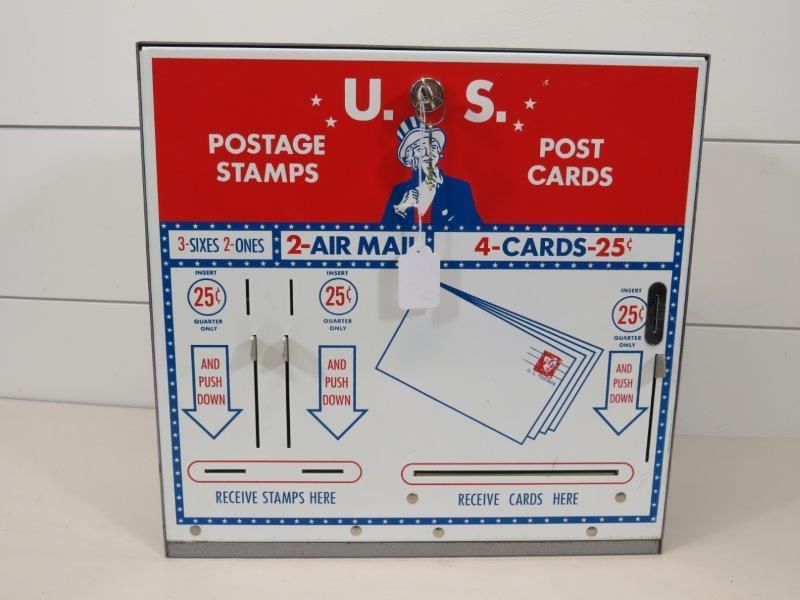 U. S.
POSTAGE
STAMPS
POST
CARDS
3-SIXES 2-ONES
2-AIR MAIL
4-CARDS-25¢
INSERT
25¢
QUARTER
ONLY
AND
PUSH
DOWN
INSERT
25¢
QUARTER
ONLY
AND
PUSH
DOWN
U.S. POSTAGE
INSERT
25¢
QUARTER
ONLY
AND
PUSH
DOWN
RECEIVE STAMPS HERE
RECEIVE CARDS HERE